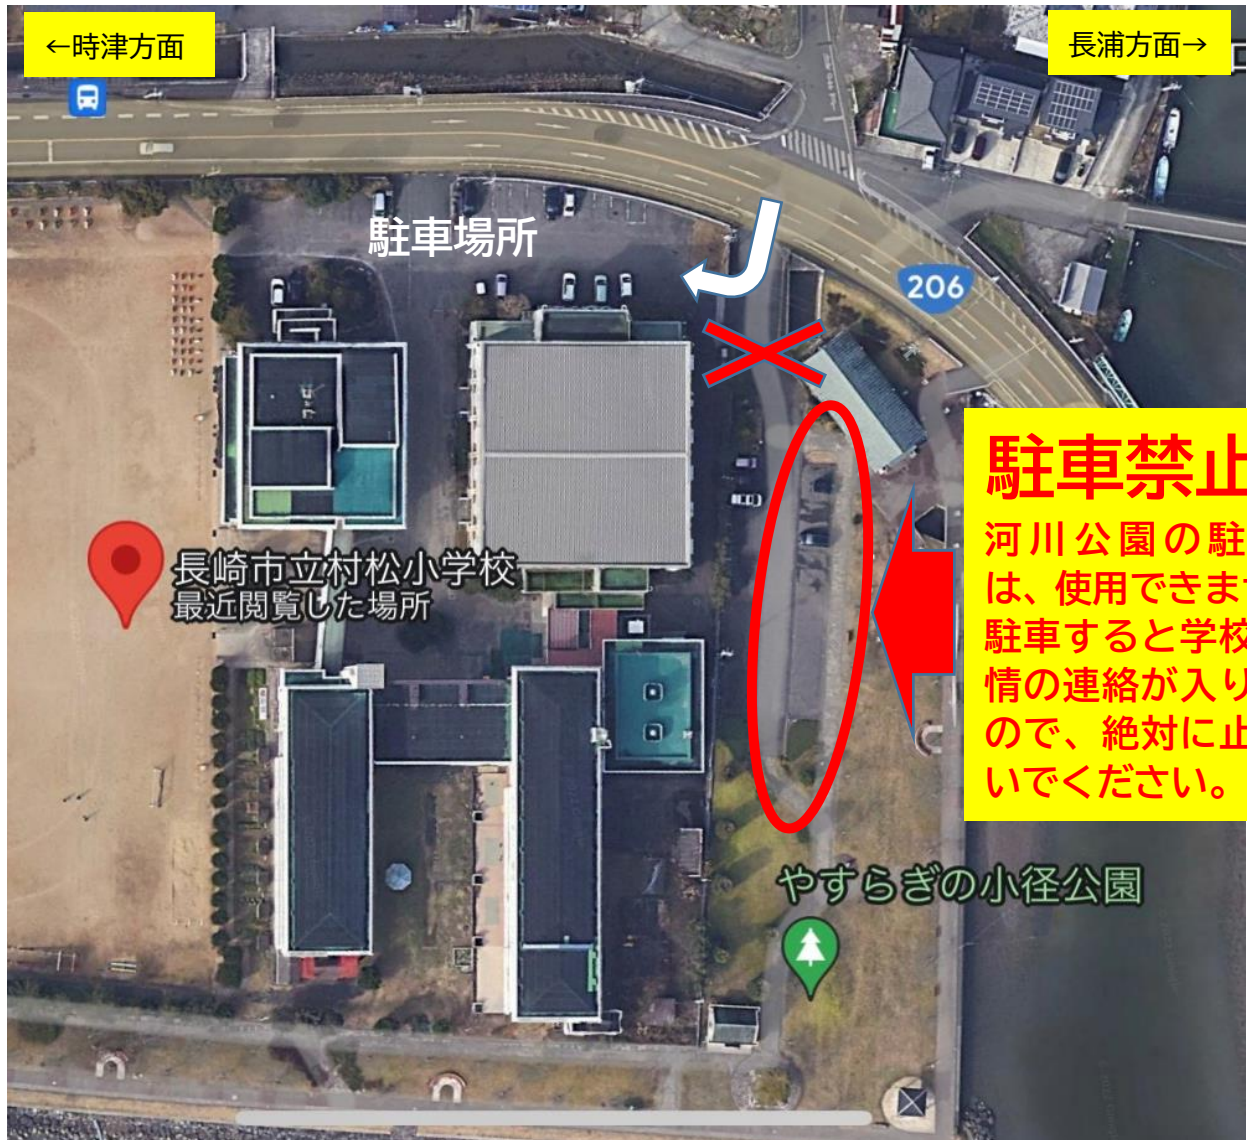 ←時津方面
長浦方面→
駐車場所
206
駐車禁止
河川公園の駐
は、使用できま
駐車すると学校
情の連絡が入り
ので、絶対に止
いでください。
長崎市立村松小学校
最近閲覧した場所
やすらぎの小径公園